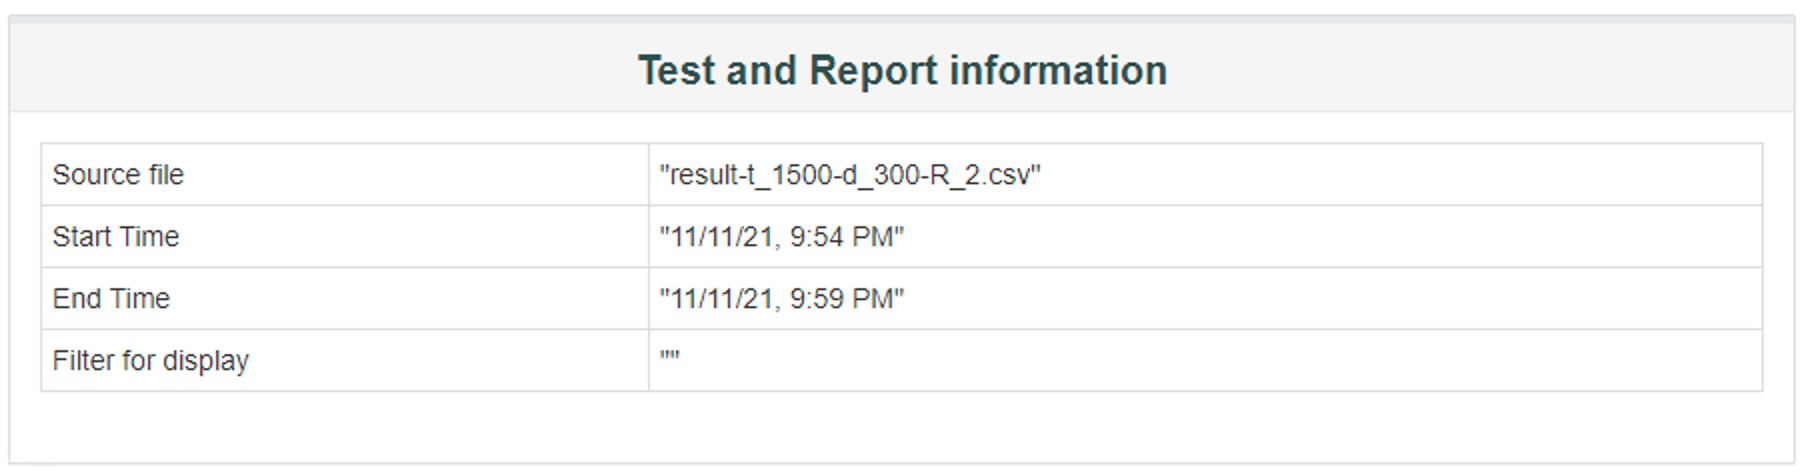 Test and Report information
Source file "result-t_1500-d_300-R_2.csv"
Start Time "11/11/21, 9:54 PM"
End Time "11/11/21, 9:59 PM"
Filter for display ""